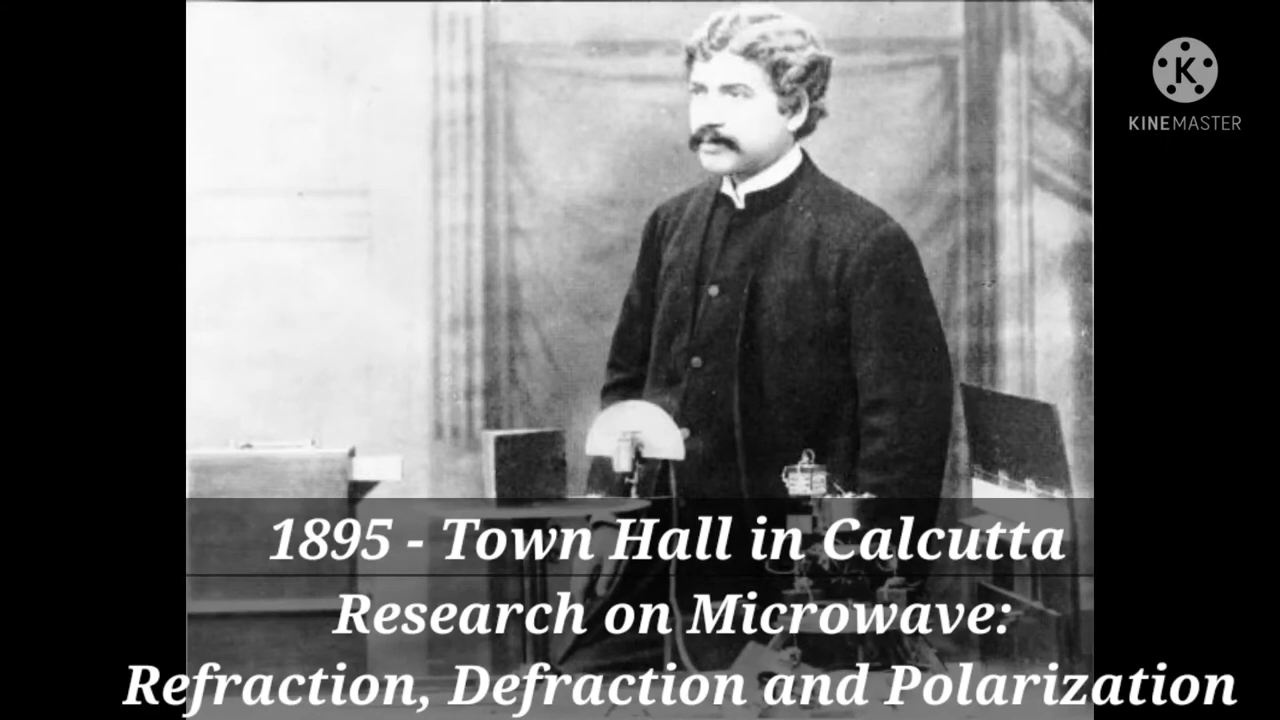 K
KINEMASTER
1895 - Town Hall in Calcutta
Research on Microwave:
Refraction, Defraction and Polarization